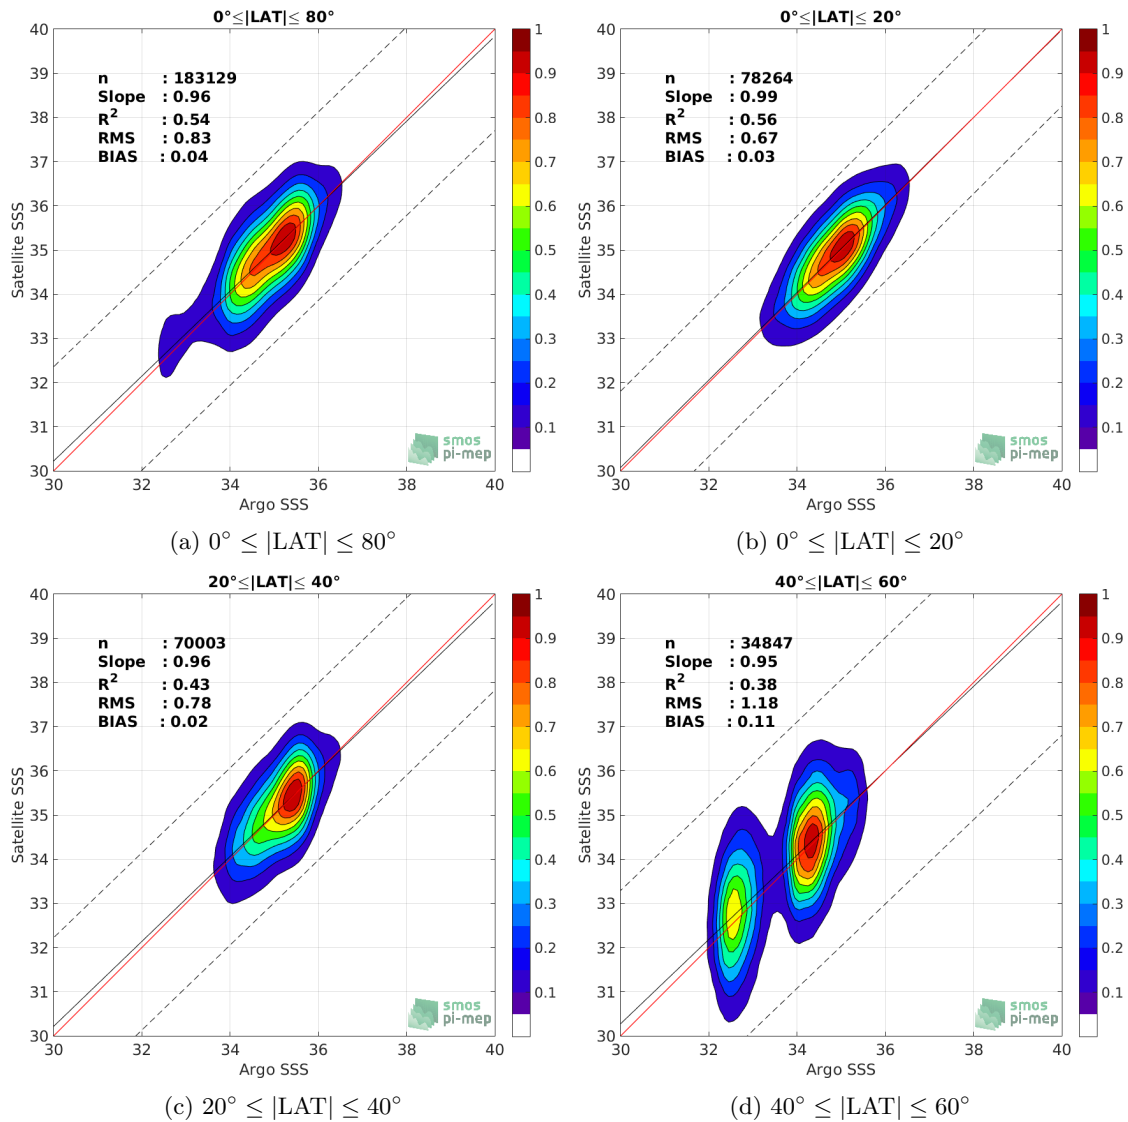 0°≤|LAT|≤ 80°
n : 183129
Slope : 0.96
R2 : 0.54
RMS : 0.83
BIAS : 0.04
Satellite SSS
40
39
38
37
36
35
34
33
32
31
30
30 32 34 36 38 40
Argo SSS
1
0.9
0.8
0.7
0.6
0.5
0.4
0.3
0.2
0.1
smos
pi-mep
(a) 0° ≤ |LAT| ≤ 80°
0°≤|LAT|≤ 20°
n : 78264
Slope : 0.99
R2 : 0.56
RMS : 0.67
BIAS : 0.03
Satellite SSS
40
39
38
37
36
35
34
33
32
31
30
30 32 34 36 38 40
Argo SSS
1
0.9
0.8
0.7
0.6
0.5
0.4
0.3
0.2
0.1
smos
pi-mep
(b) 0° ≤ |LAT| ≤ 20°
20°≤|LAT|≤ 40°
n : 70003
Slope : 0.96
R2 : 0.43
RMS : 0.78
BIAS : 0.02
Satellite SSS
40
39
38
37
36
35
34
33
32
31
30
30 32 34 36 38 40
Argo SSS
1
0.9
0.8
0.7
0.6
0.5
0.4
0.3
0.2
0.1
smos
pi-mep
(c) 20° ≤ |LAT| ≤ 40°
40°≤|LAT|≤ 60°
n : 34847
Slope : 0.95
R2 : 0.38
RMS : 1.18
BIAS : 0.11
Satellite SSS
40
39
38
37
36
35
34
33
32
31
30
30 32 34 36 38 40
Argo SSS
1
0.9
0.8
0.7
0.6
0.5
0.4
0.3
0.2
0.1
smos
pi-mep
(d) 40° ≤ |LAT| ≤ 60°